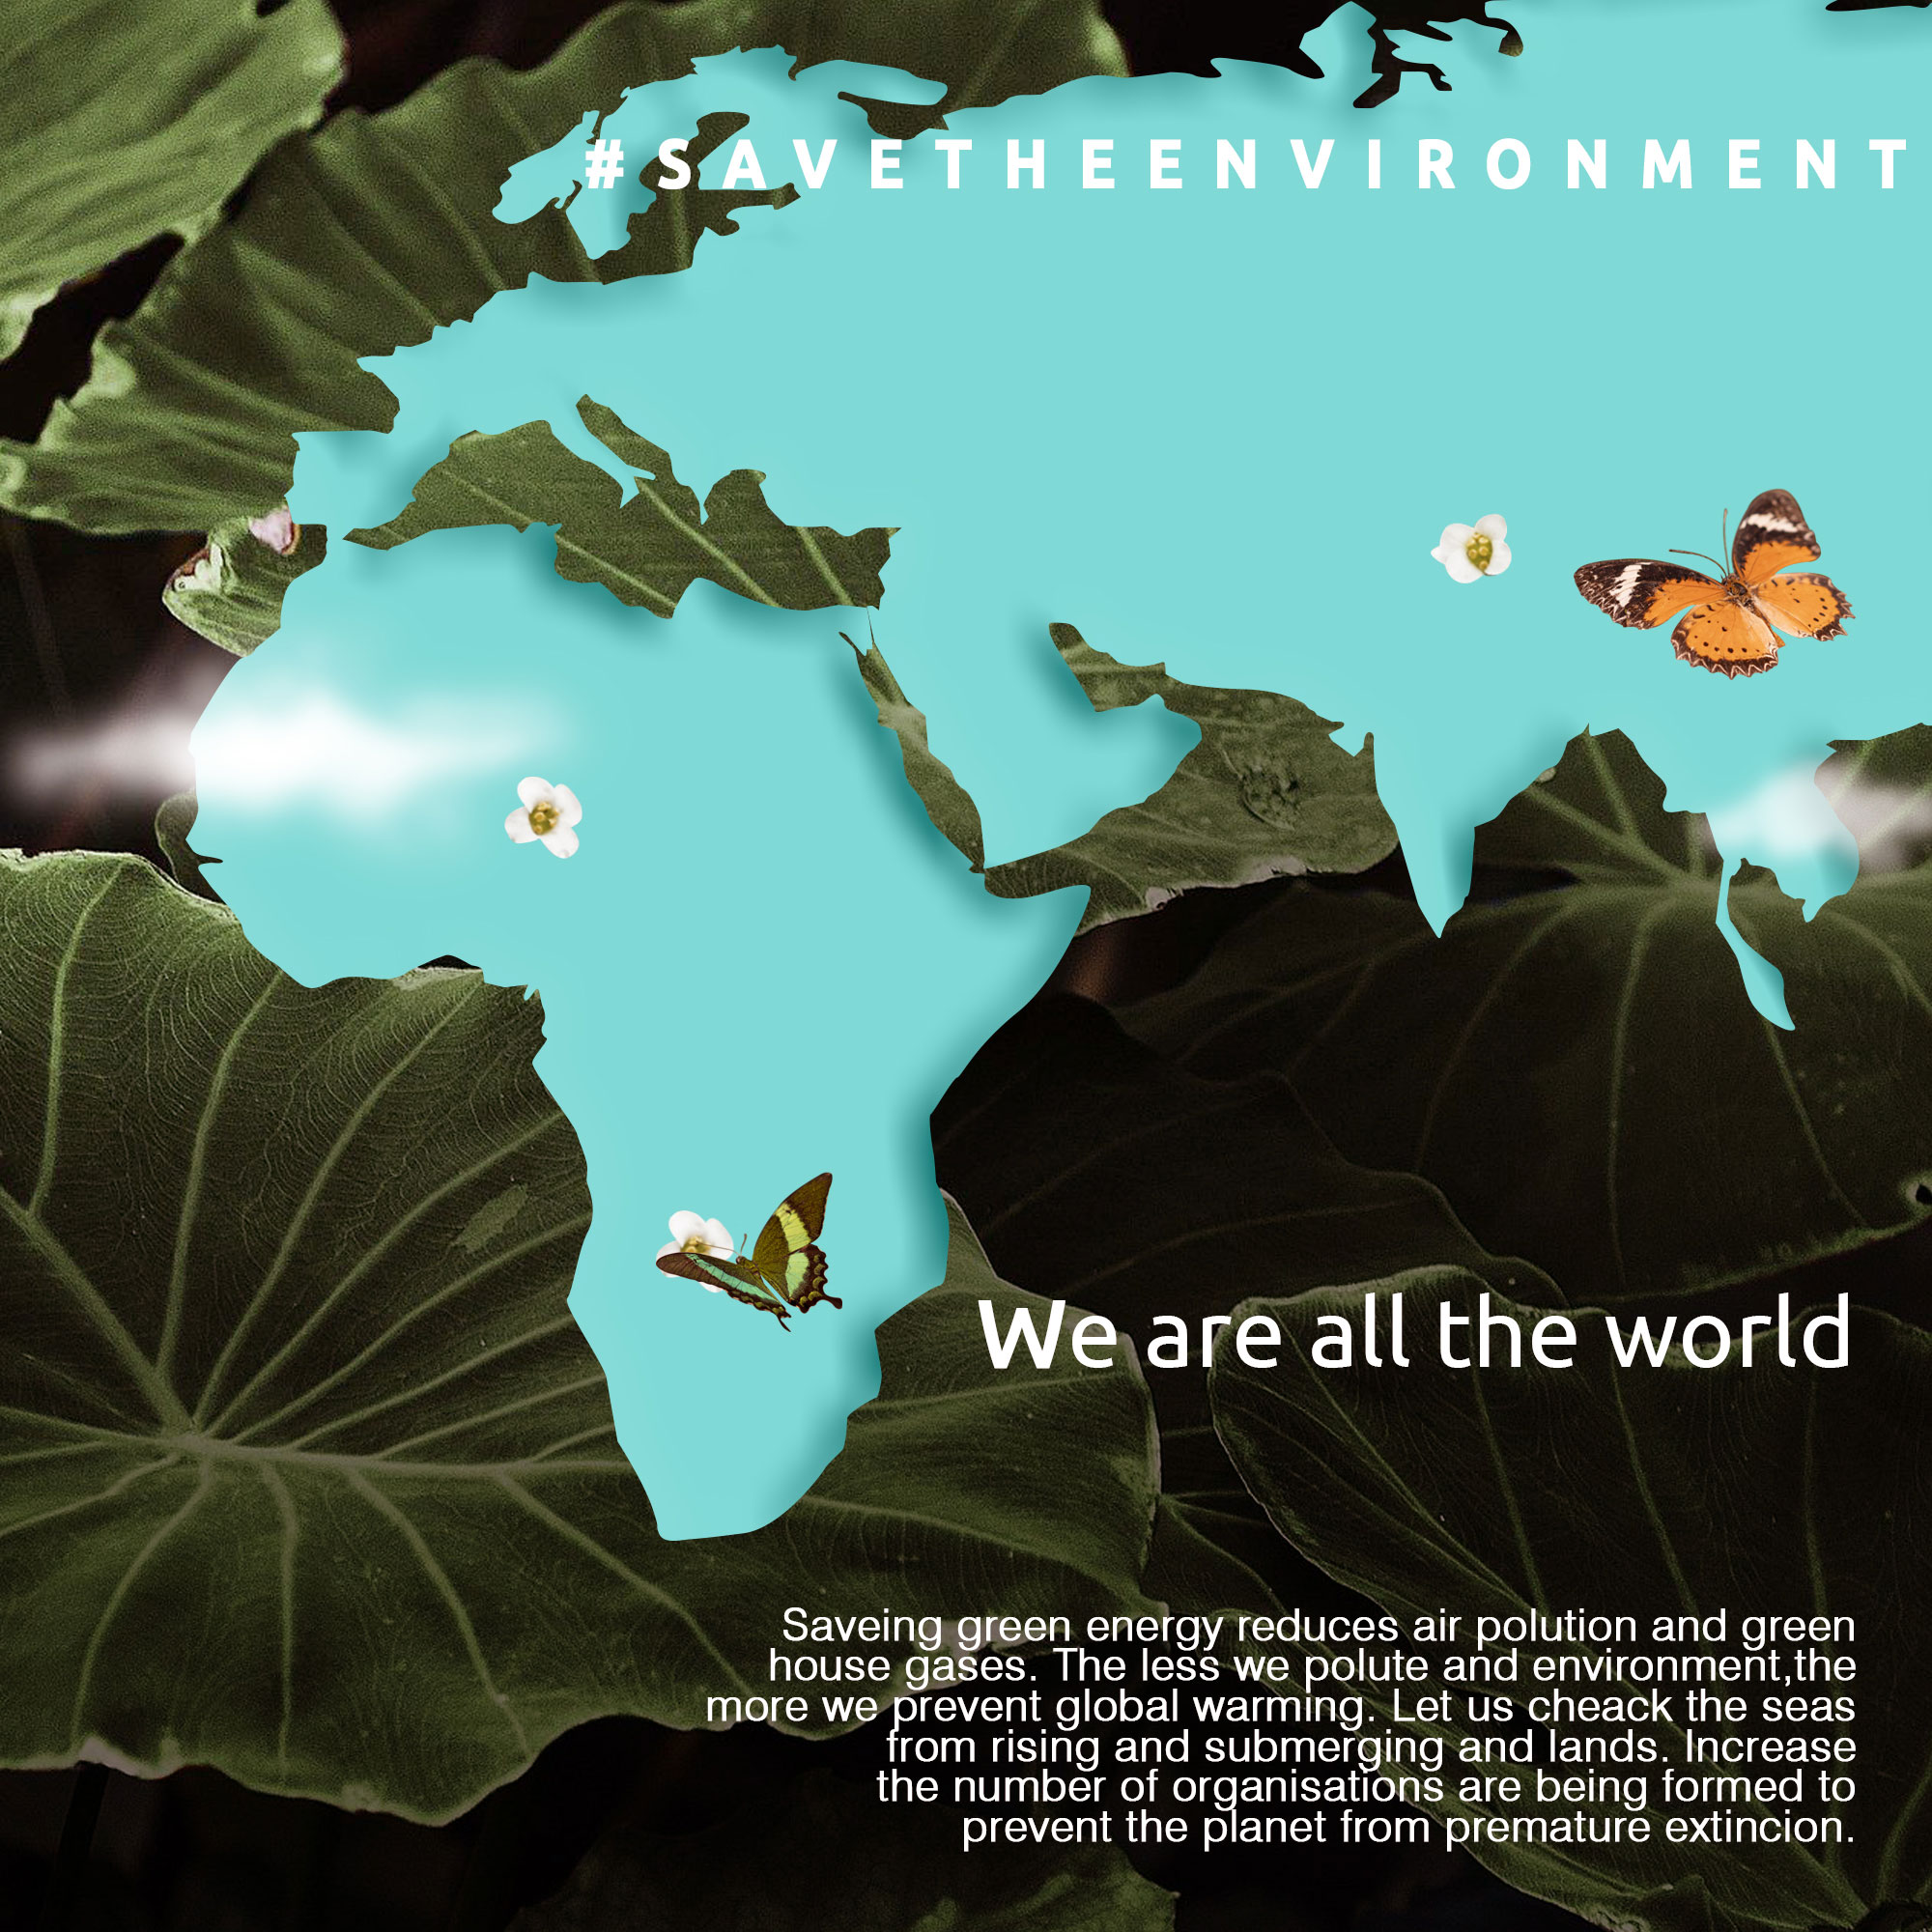 #SAVETHEENVIRONMENT
We are all the world
Saveing green energy reduces air polution and green
house gases. The less we polute and environment,the
more we prevent global warming. Let us cheack the seas
from rising and submerging and lands. Increase
the number of organisations are being formed to
prevent the planet from premature extincion.